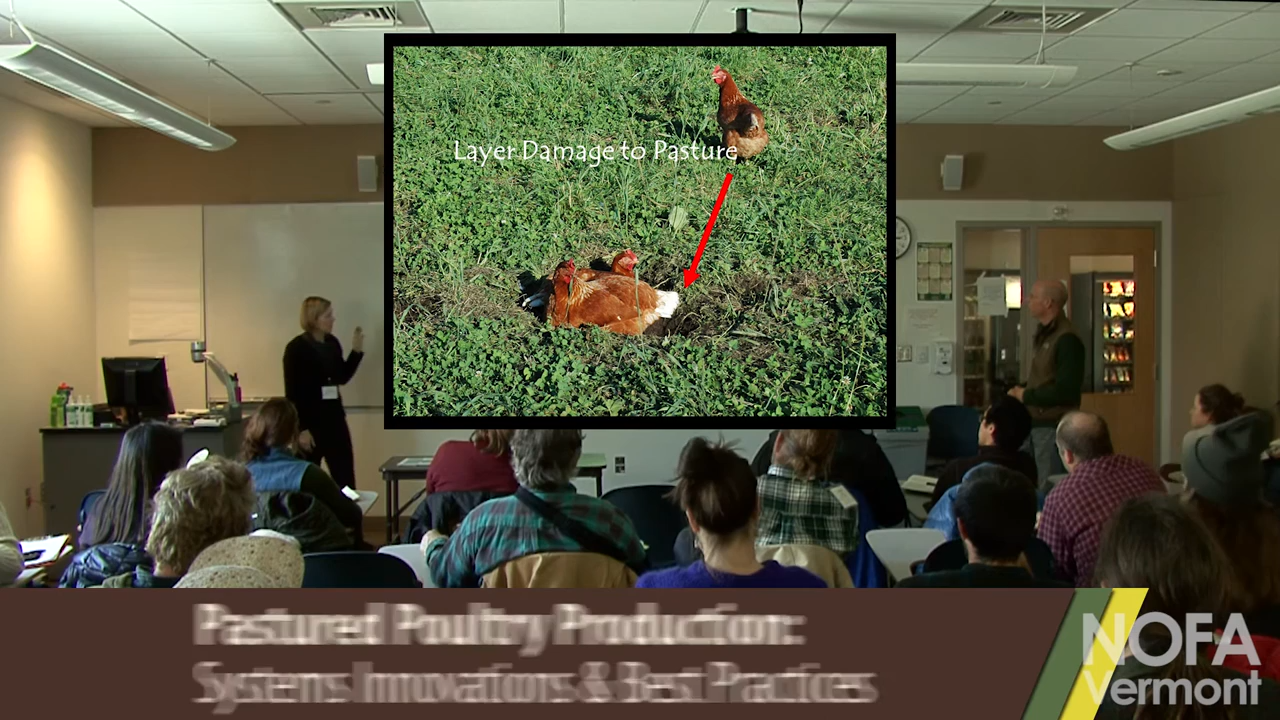 Layer Damage to Pasture
Pastured Poultry Production:
Systems Innovations & Best Practices
NOFA
Vermont